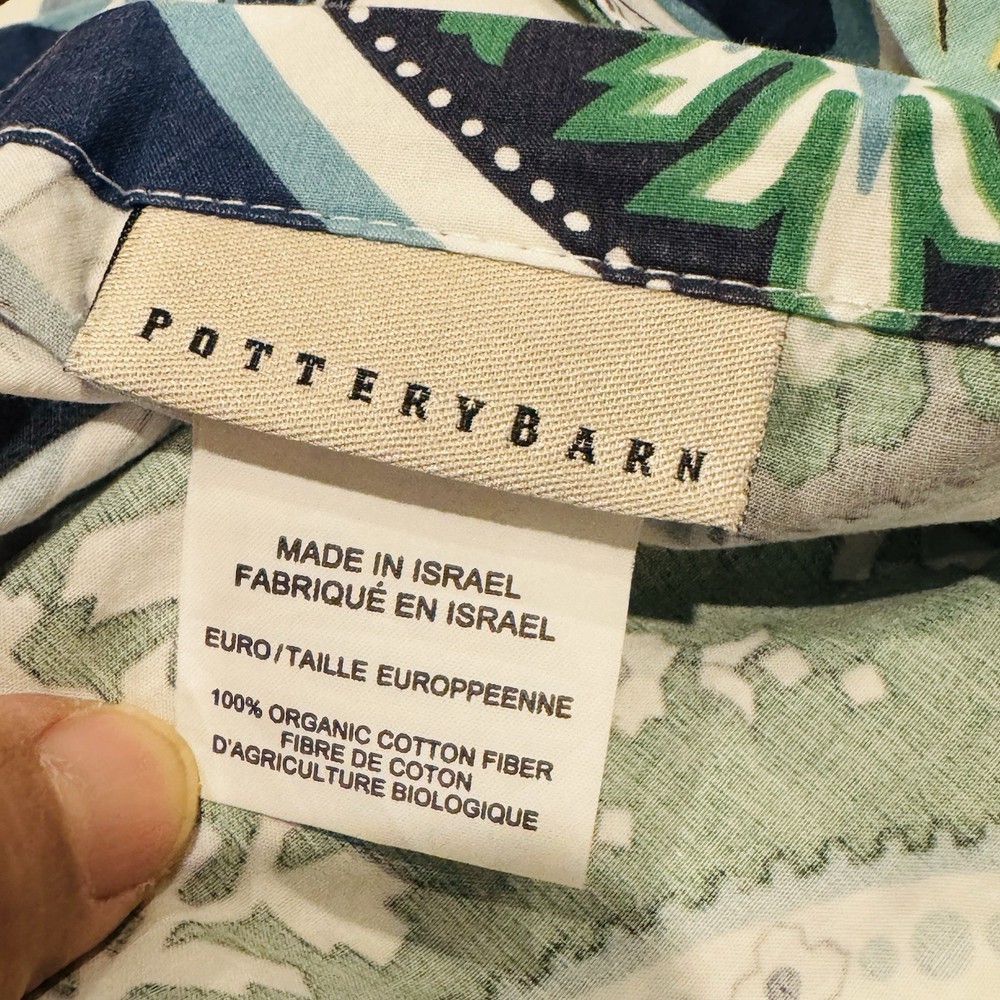 POTTERYBARN
MADE IN ISRAEL
FABRIQUÉ EN ISRAEL
EURO/TAILLE EUROPPEENNE
100% ORGANIC COTTON FIBER
FIBRE DE COTON
D'AGRICULTURE BIOLOGIQUE